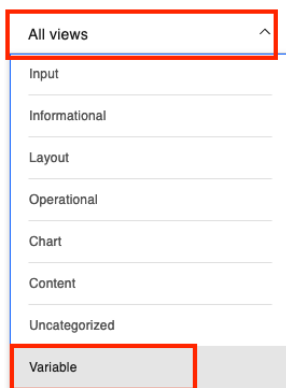 All views
Input
Informational
Layout
Operational
Chart
Content
Uncategorized
Variable